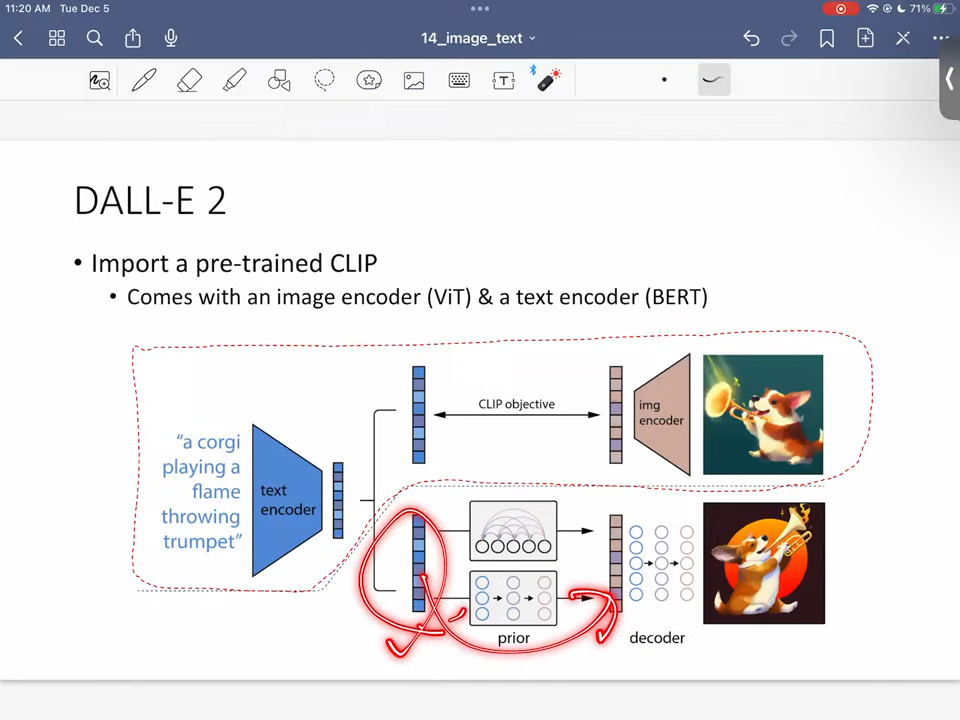 11:20 AM Tue Dec 5
71%
14_image_text
T
DALL-E 2
• Import a pre-trained CLIP
• Comes with an image encoder (ViT) & a text encoder (BERT)
CLIP objective
img
encoder
“a corgi
playing a
flame
throwing
trumpet”
text
encoder
prior
decoder